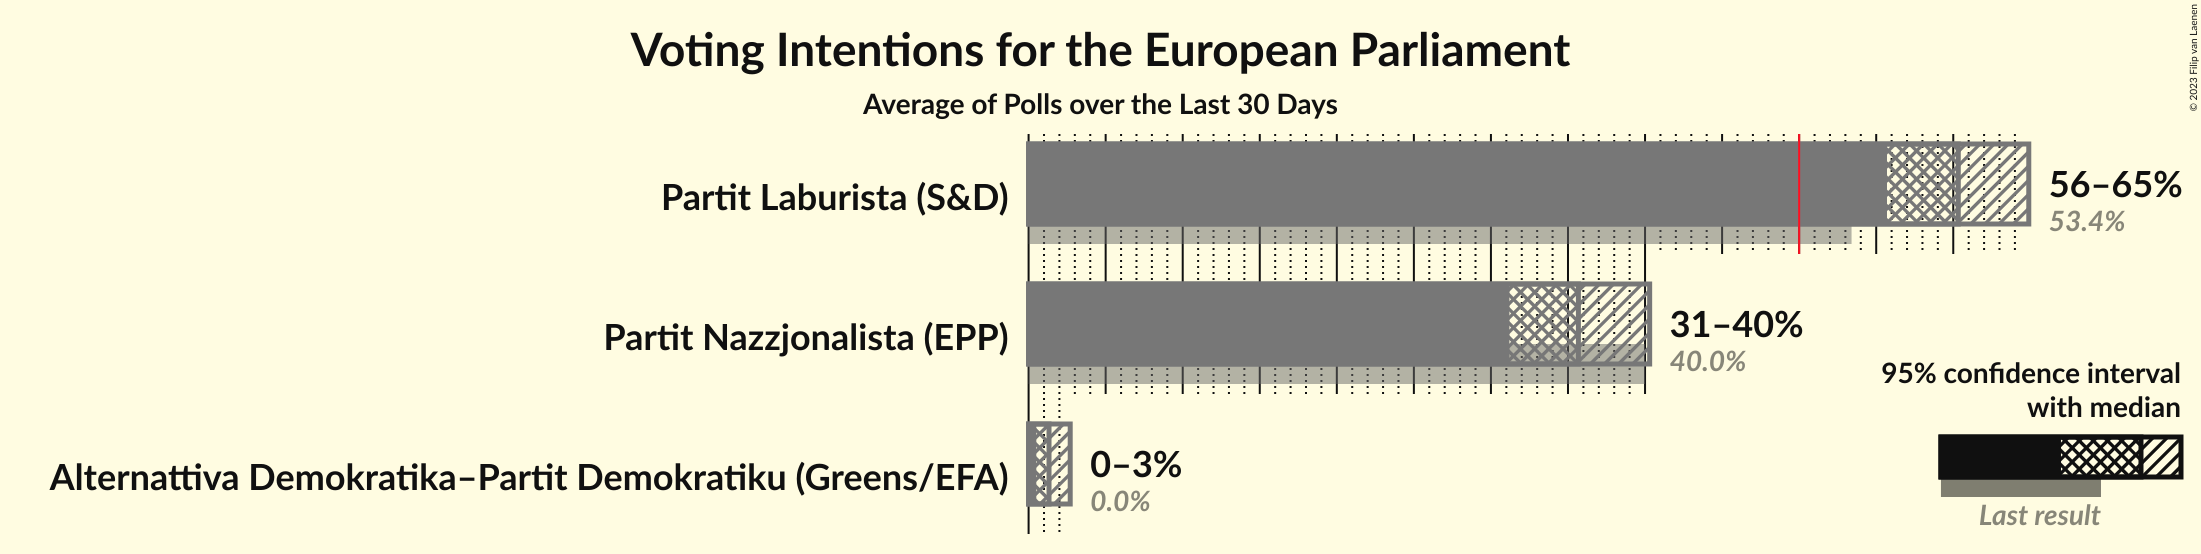 Voting Intentions for the European Parliament
Average of Polls over the Last 30 Days
© 2023 Filip van Laenen
Partit Laburista (S&D)
56–65%
53.4%
Partit Nazzjonalista (EPP)
31–40%
40.0%
Alternattiva Demokratika–Partit Demokratiku (Greens/EFA)
0–3%
0.0%
95% confidence interval
with median
Last result